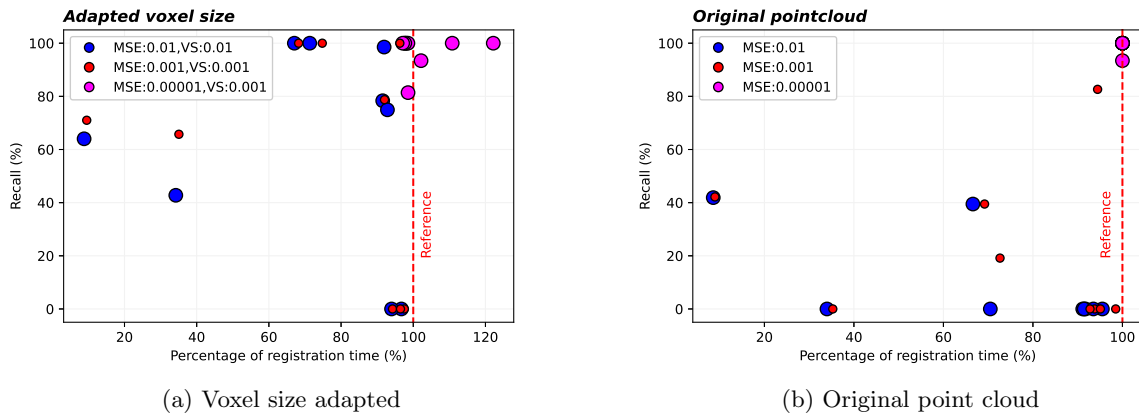 Adapted voxel size
100
80
60
40
20
0
Recall (%)
MSE:0.01,VS:0.01
MSE:0.001,VS:0.001
MSE:0.00001,VS:0.001
Reference
20
40
60
80
100
120
Percentage of registration time (%)
(a) Voxel size adapted
Original pointcloud
100
80
60
40
20
0
Recall (%)
MSE:0.01
MSE:0.001
MSE:0.00001
Reference
20
40
60
80
100
Percentage of registration time (%)
(b) Original point cloud